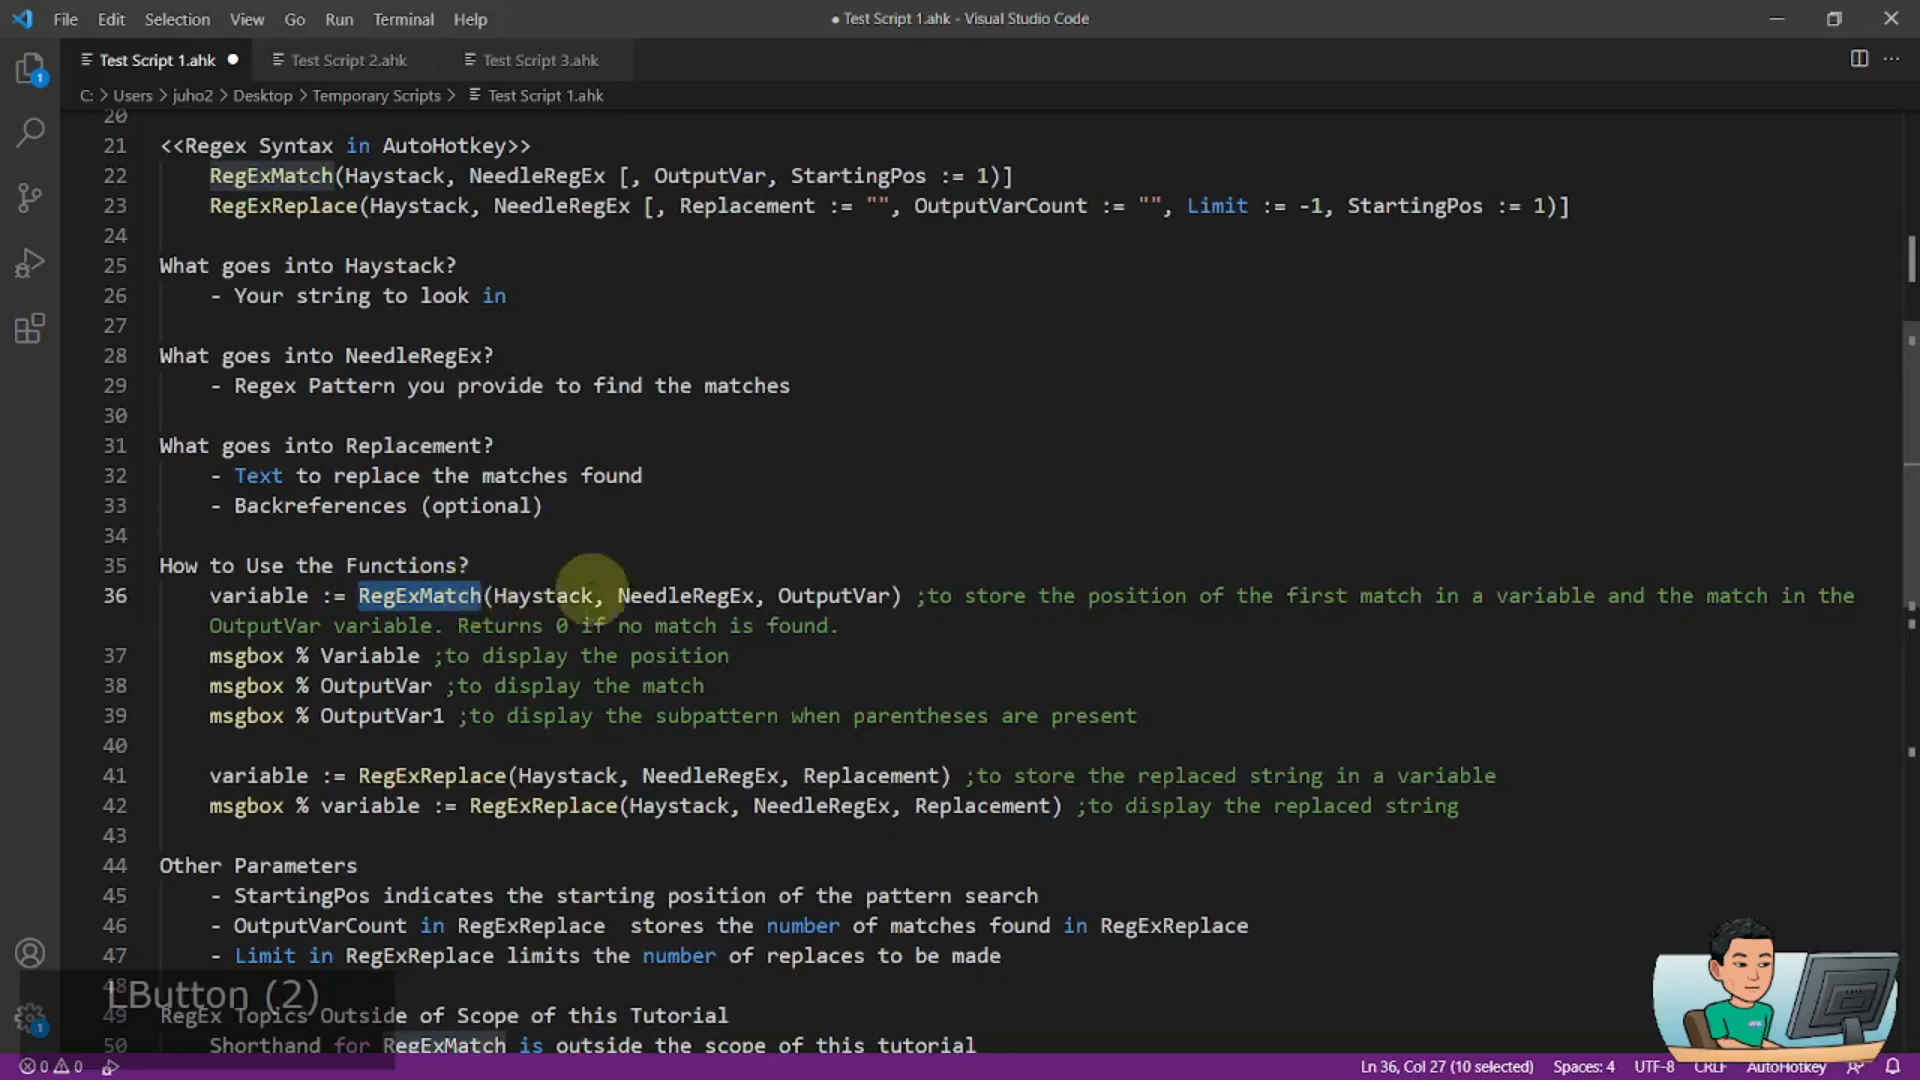 File Edit Selection View Go Run Terminal Help
● Test Script 1.ahk - Visual Studio Code
Test Script 1.ahk ● Test Script 2.ahk Test Script 3.ahk
C: > Users > juho2 > Desktop > Temporary Scripts > Test Script 1.ahk
20
21 <<Regex Syntax in AutoHotkey>>
22 RegExMatch(Haystack, NeedleRegEx [, OutputVar, StartingPos := 1)]
23 RegExReplace(Haystack, NeedleRegEx [, Replacement := "", OutputVarCount := "", Limit := -1, StartingPos := 1)]
24
25 What goes into Haystack?
26 - Your string to look in
27
28 What goes into NeedleRegEx?
29 - Regex Pattern you provide to find the matches
30
31 What goes into Replacement?
32 - Text to replace the matches found
33 - Backreferences (optional)
34
35 How to Use the Functions?
36 variable := RegExMatch(Haystack, NeedleRegEx, OutputVar) ;to store the position of the first match in a variable and the match in the
OutputVar variable. Returns 0 if no match is found.
37 msgbox % Variable ;to display the position
38 msgbox % OutputVar ;to display the match
39 msgbox % OutputVar1 ;to display the subpattern when parentheses are present
40
41 variable := RegExReplace(Haystack, NeedleRegEx, Replacement) ;to store the replaced string in a variable
42 msgbox % variable := RegExReplace(Haystack, NeedleRegEx, Replacement) ;to display the replaced string
43
44 Other Parameters
45 - StartingPos indicates the starting position of the pattern search
46 - OutputVarCount in RegExReplace  stores the number of matches found in RegExReplace
47 - Limit in RegExReplace limits the number of replaces to be made
48
LButton (2)
49 RegEx Topics Outside of Scope of this Tutorial
50 Shorthand for RegExMatch is outside the scope of this tutorial
0 0 Ln 36, Col 27 (10 selected) Spaces: 4 UTF-8 CRLF AutoHotkey